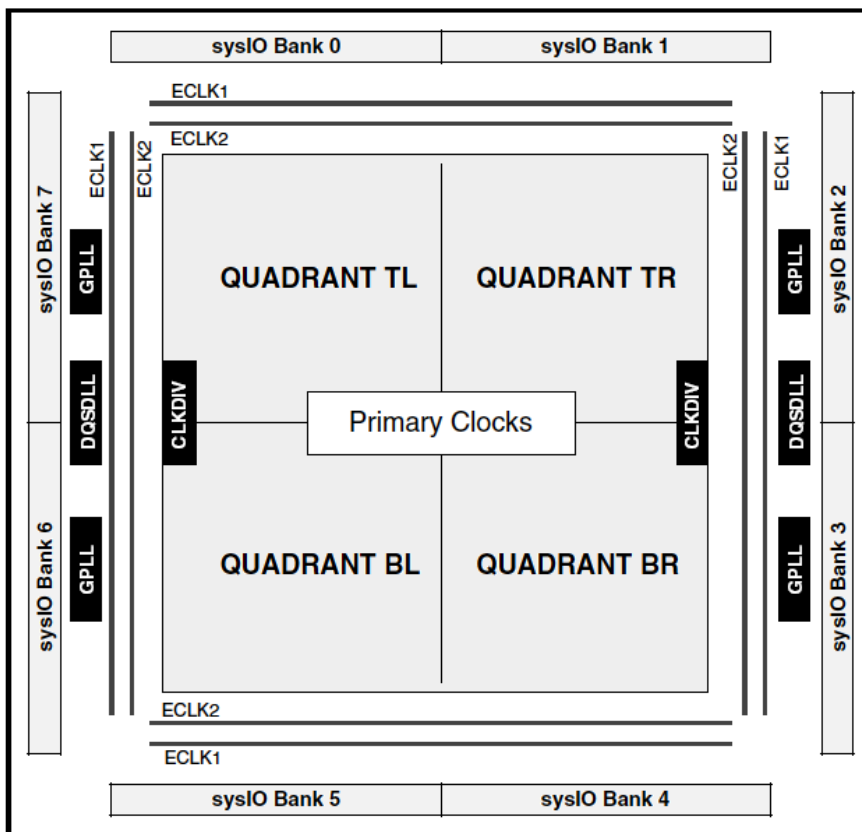 sysIO Bank 0
sysIO Bank 1
ECLK1
ECLK2
ECLK1
ECLK2
ECLK2
ECLK1
sysIO Bank 7
sysIO Bank 2
GPLL
GPLL
QUADRANT TL
QUADRANT TR
DQSDLL
CLKDIV
Primary Clocks
CLKDIV
DQSDLL
sysIO Bank 6
sysIO Bank 3
GPLL
GPLL
QUADRANT BL
QUADRANT BR
ECLK2
ECLK1
sysIO Bank 5
sysIO Bank 4